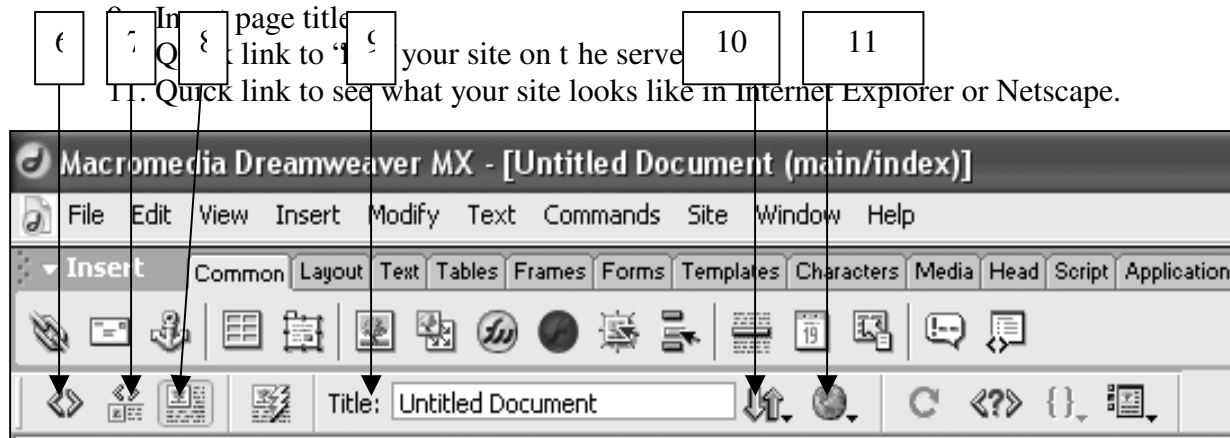 9. Insert page title
Quick link to “ your site on t he serve
11. Quick link to see what your site looks like in Internet Explorer or Netscape.
6 7 8 9 10 11
Macromedia Dreamweaver MX - [Untitled Document (main/index)]
File Edit View Insert Modify Text Commands Site Window Help
Insert Common Layout Text Tables Frames Forms Templates Characters Media Head Script Application
19
Title: Untitled Document